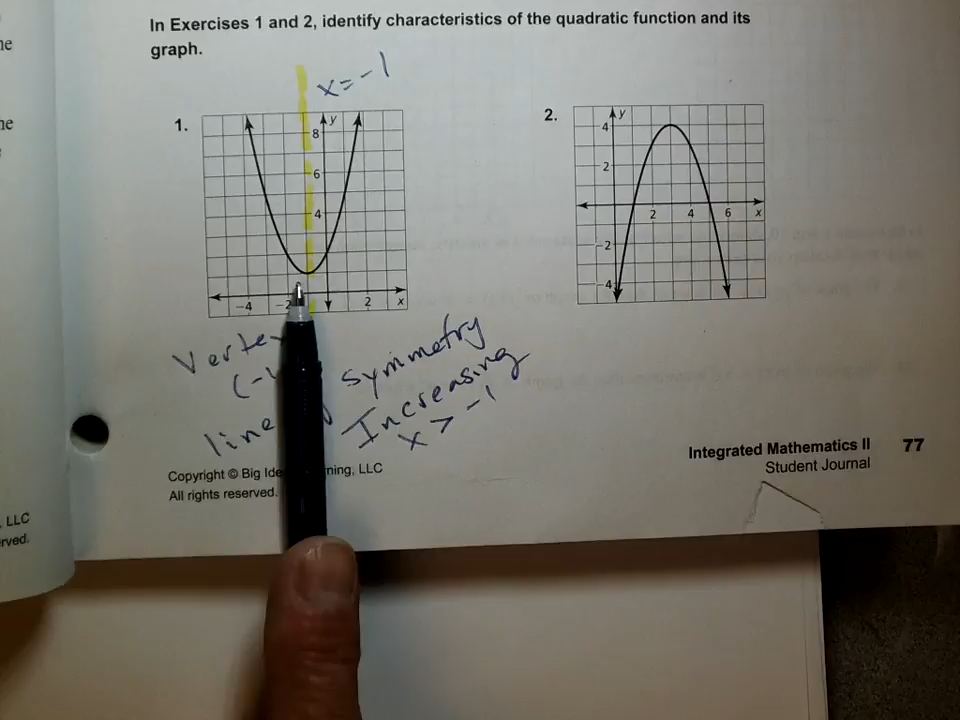 ne
ne
In Exercises 1 and 2, identify characteristics of the quadratic function and its
graph.
x = -1
1.
y
8
6
4
-4
-2
2
x
2.
y
4
2
-2
-4
2
4
6
x
Vertex
(-1
line symmetry
Increasing
x > -1
Copyright © Big Ide ning, LLC
All rights reserved.
Integrated Mathematics II 77
Student Journal
, LLC
rved.